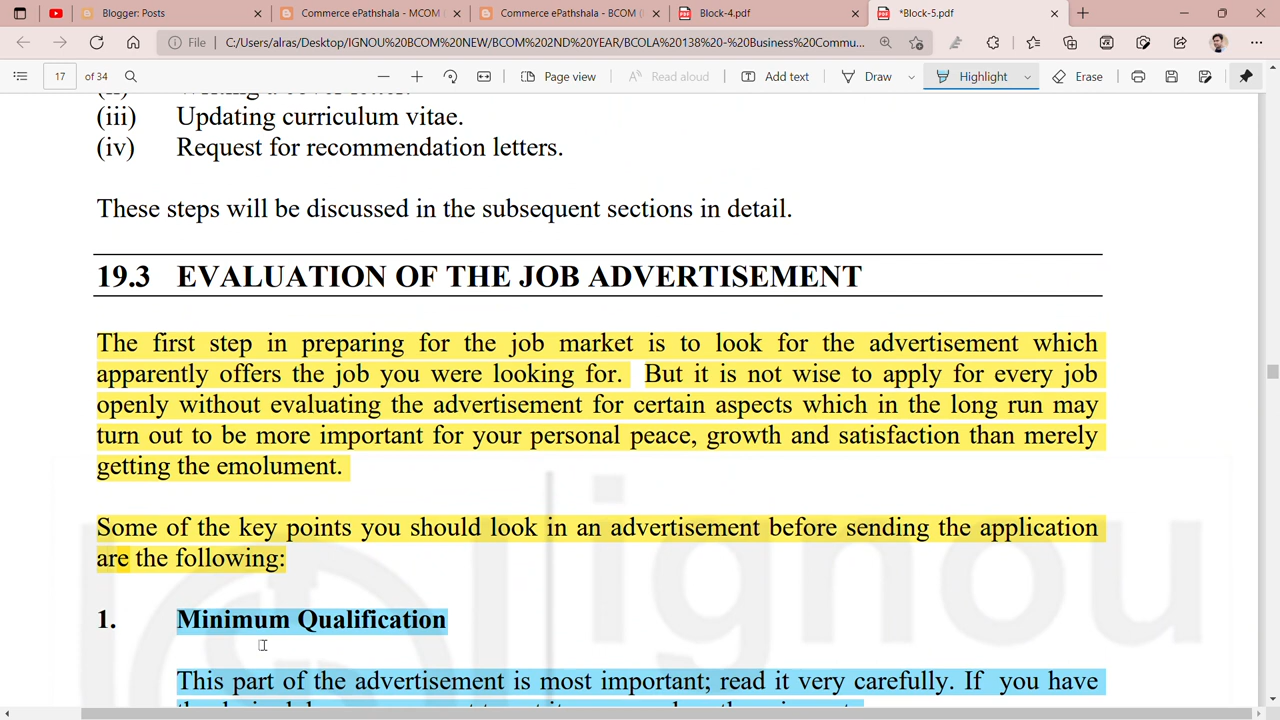 Blogger: Posts
Commerce ePathshala - MCOM
Commerce ePathshala - BCOM (
Block-4.pdf
*Block-5.pdf
File
C:/Users/alras/Desktop/IGNOU%20BCOM%20NEW/BCOM%202ND%20YEAR/BCOLA%20138%20-%20Business%20Commu...
17 of 34
Page view
Read aloud
Add text
Draw
Highlight
Erase
(iii) Updating curriculum vitae.
(iv) Request for recommendation letters.
These steps will be discussed in the subsequent sections in detail.
19.3 EVALUATION OF THE JOB ADVERTISEMENT
The first step in preparing for the job market is to look for the advertisement which
apparently offers the job you were looking for. But it is not wise to apply for every job
openly without evaluating the advertisement for certain aspects which in the long run may
turn out to be more important for your personal peace, growth and satisfaction than merely
getting the emolument.
Some of the key points you should look in an advertisement before sending the application
are the following:
1. Minimum Qualification
This part of the advertisement is most important; read it very carefully. If you have
ignou